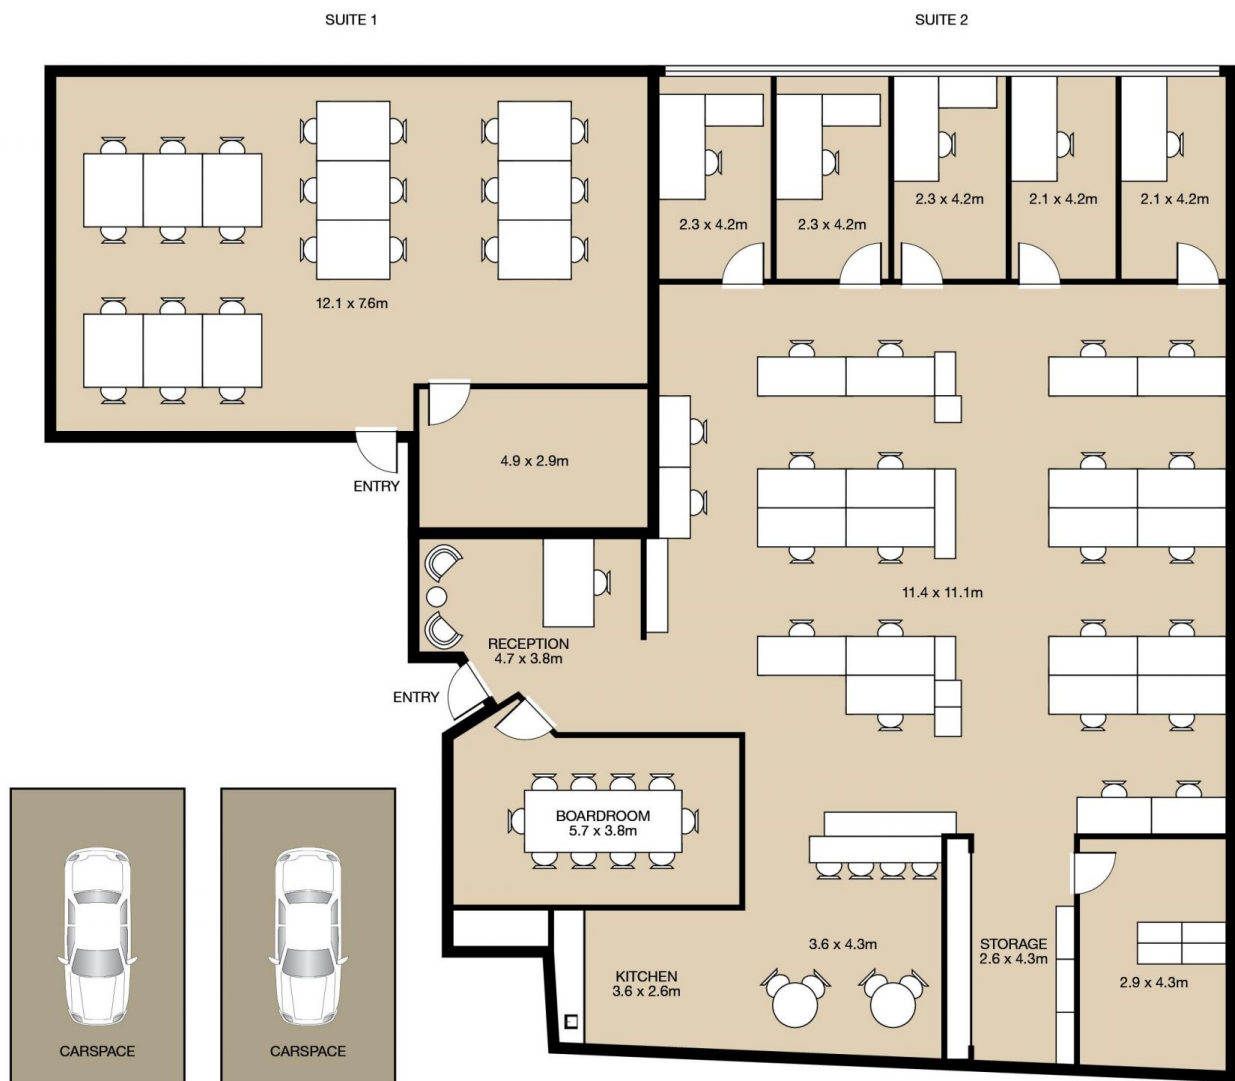 SUITE 1
SUITE 2
2.3 x 4.2m
2.3 x 4.2m
2.3 x 4.2m
2.1 x 4.2m
2.1 x 4.2m
12.1 x 7.6m
4.9 x 2.9m
ENTRY
11.4 x 11.1m
RECEPTION
4.7 x 3.8m
ENTRY
BOARDROOM
5.7 x 3.8m
3.6 x 4.3m
STORAGE
2.6 x 4.3m
KITCHEN
3.6 x 2.6m
2.9 x 4.3m
CARSPACE
CARSPACE